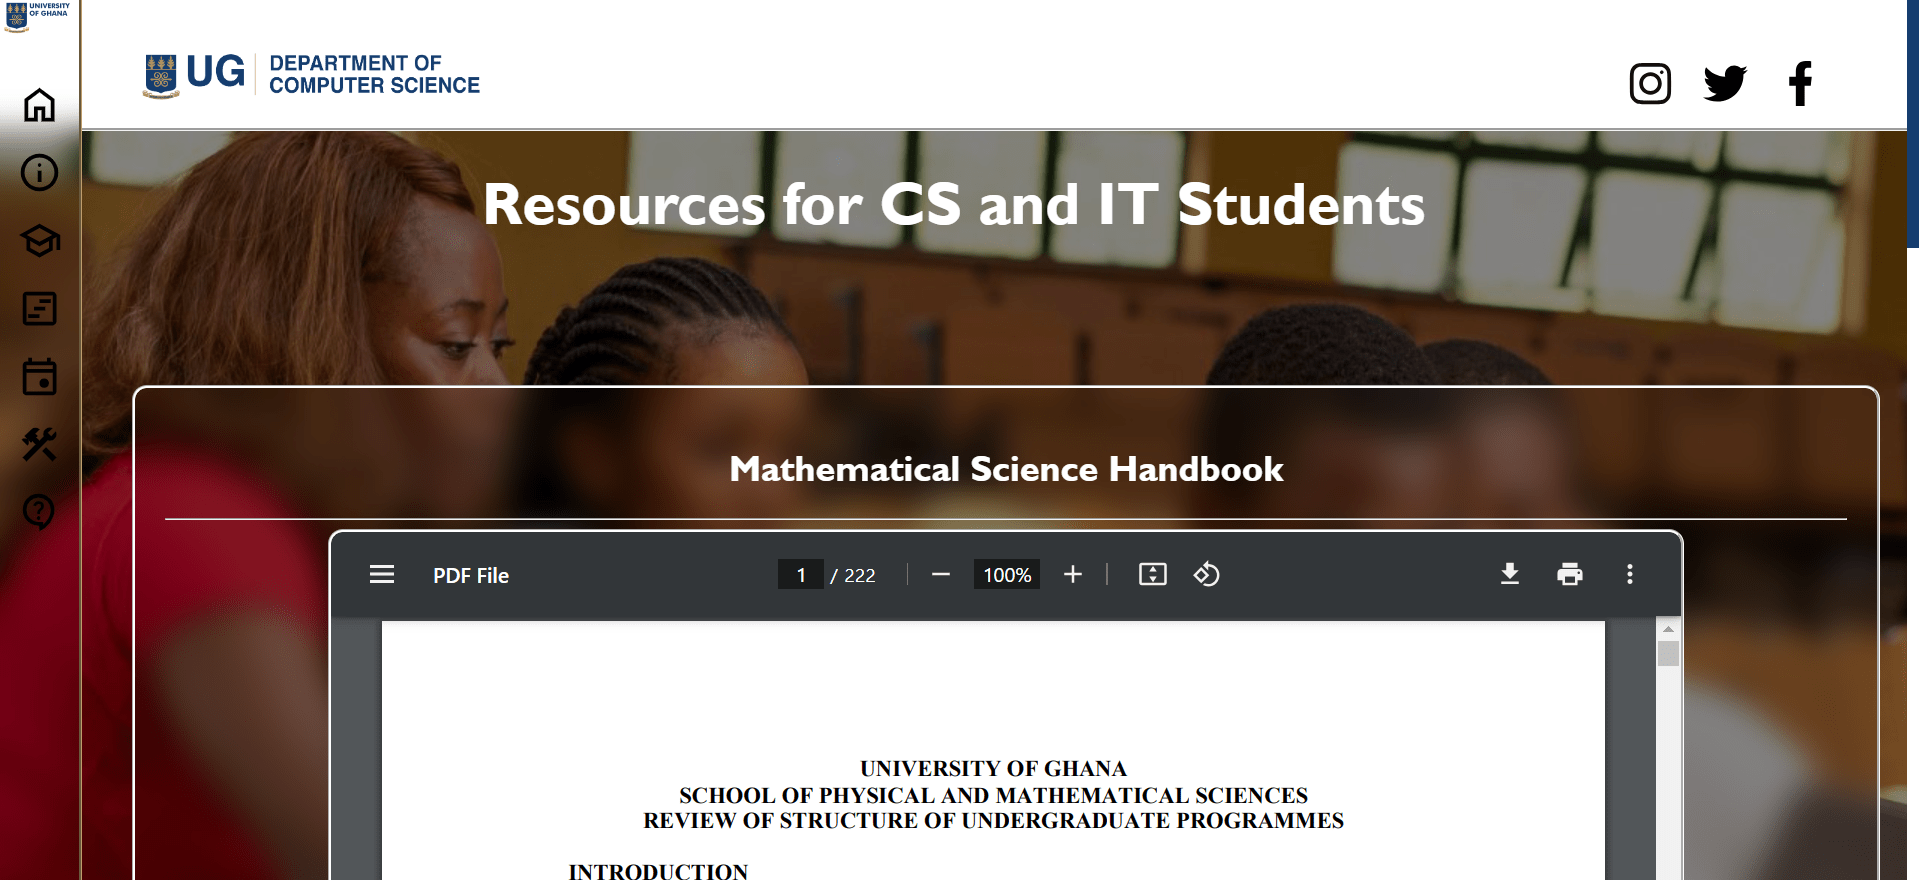 UNIVERSITY
OF GHANA
UG
DEPARTMENT OF
COMPUTER SCIENCE
Resources for CS and IT Students
Mathematical Science Handbook
PDF File
1 / 222
100%
UNIVERSITY OF GHANA
SCHOOL OF PHYSICAL AND MATHEMATICAL SCIENCES
REVIEW OF STRUCTURE OF UNDERGRADUATE PROGRAMMES
INTRODUCTION